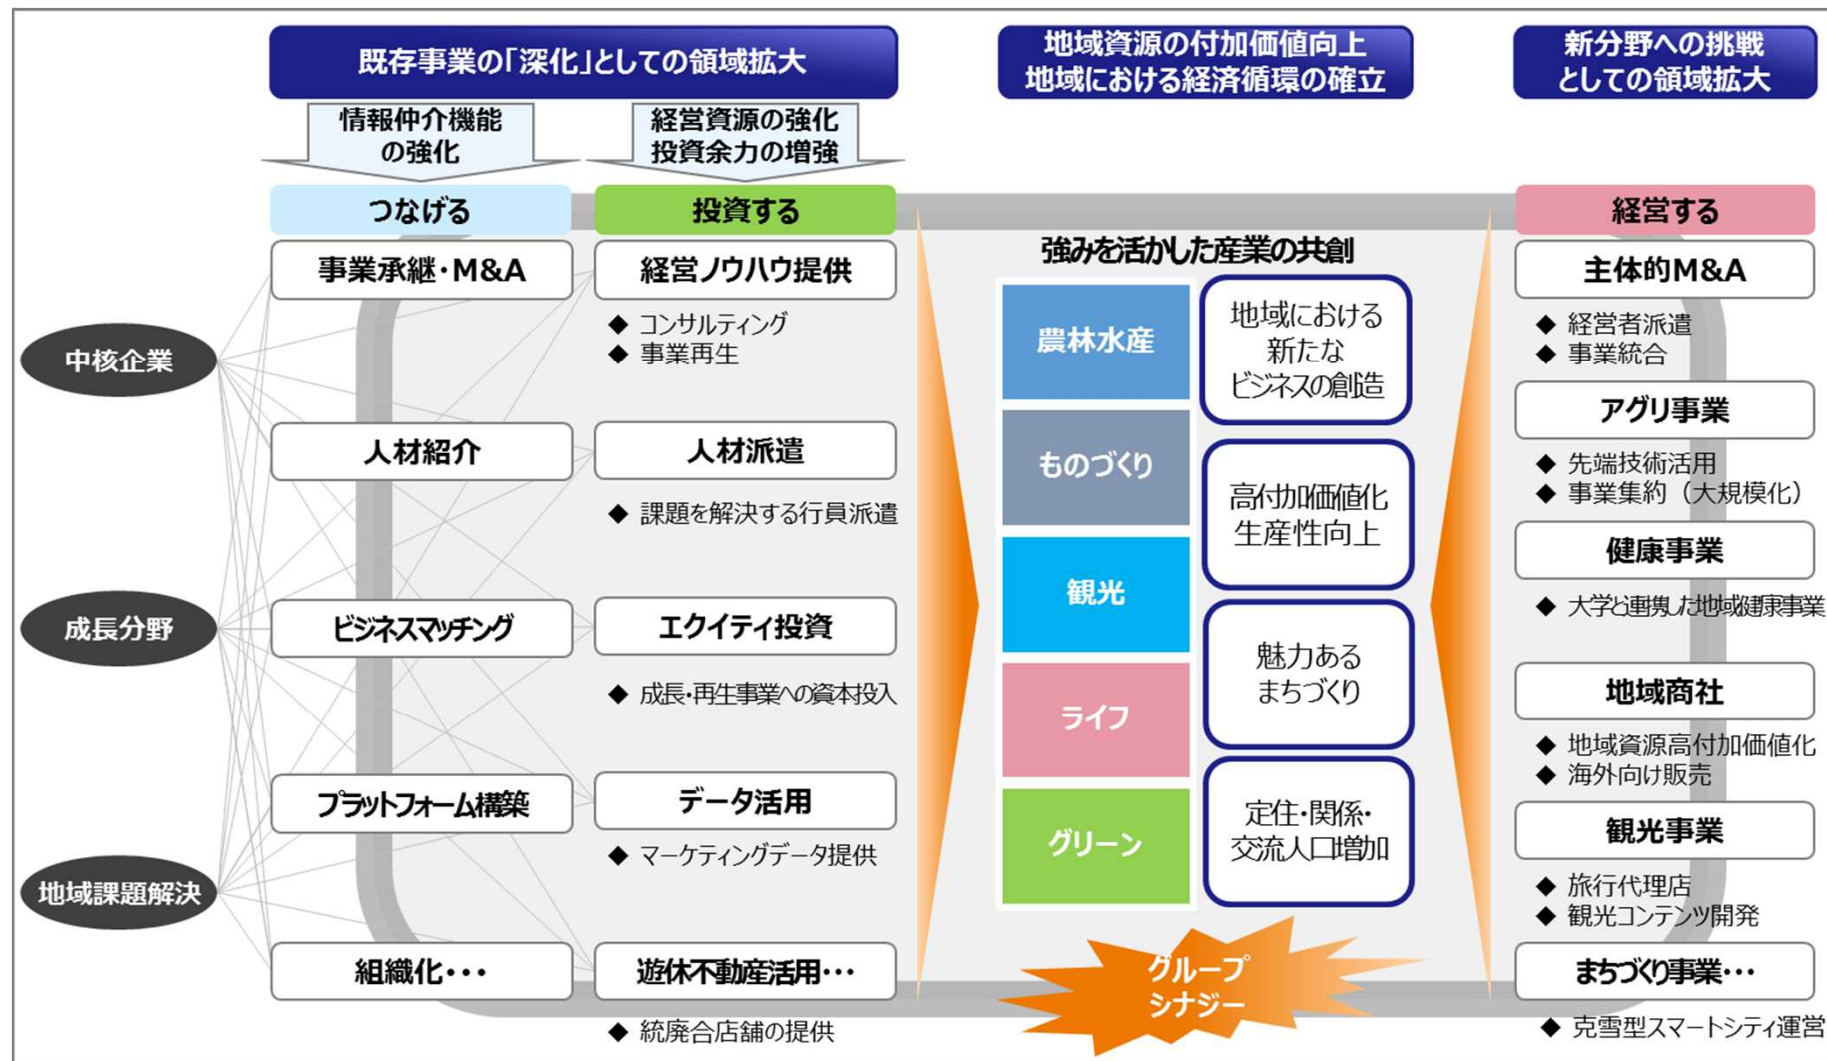 既存事業の「深化」としての領域拡大
地域資源の付加価値向上
地域における経済循環の確立
新分野への挑戦
としての領域拡大
情報仲介機能
の強化
経営資源の強化
投資余力の増強
つなげる
投資する
経営する
中核企業
成長分野
地域課題解決
事業承継・M&A
人材紹介
ビジネスマッチング
プラットフォーム構築
組織化・・・
経営ノウハウ提供
◆ コンサルティング
◆ 事業再生
人材派遣
◆ 課題を解決する行員派遣
エクイティ投資
◆ 成長・再生事業への資本投入
データ活用
◆ マーケティングデータ提供
遊休不動産活用・・・
◆ 統廃合店舗の提供
強みを活かした産業の共創
農林水産
ものづくり
観光
ライフ
グリーン
地域における
新たな
ビジネスの創造
高付加価値化
生産性向上
魅力ある
まちづくり
定住・関係・
交流人口増加
グループ
シナジー
主体的M&A
◆ 経営者派遣
◆ 事業統合
アグリ事業
◆ 先端技術活用
◆ 事業集約（大規模化）
健康事業
◆ 大学と連携した地域健康事業
地域商社
◆ 地域資源高付加価値化
◆ 海外向け販売
観光事業
◆ 旅行代理店
◆ 観光コンテンツ開発
まちづくり事業・・・
◆ 克雪型スマートシティ運営